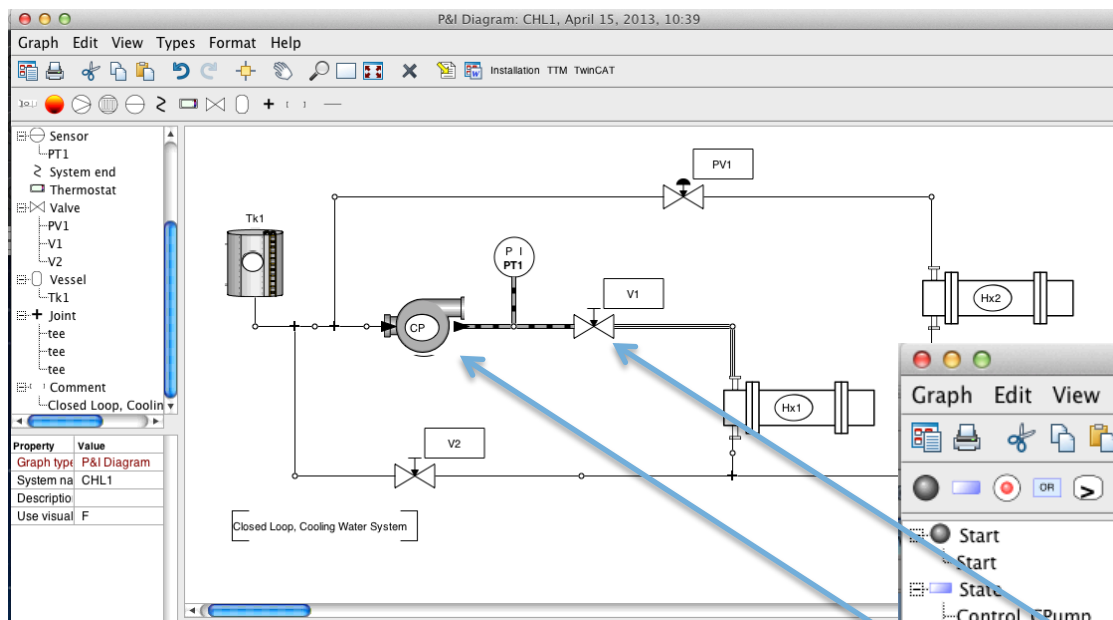 P&I Diagram: CHL1, April 15, 2013, 10:39
Graph Edit View Types Format Help
Installation TTM TwinCAT
Sensor
PT1
System end
Thermostat
Valve
PV1
V1
V2
Vessel
Tk1
Joint
tee
tee
tee
Comment
Closed Loop, Coolin
Property Value
Graph type P&I Diagram
System na CHL1
Descriptio
Use visual F
PV1
Tk1
P I
PT1
V1
Hx2
CP
Hx1
V2
Closed Loop, Cooling Water System
Graph Edit View
OR
Start
Start
State
Control_CPump